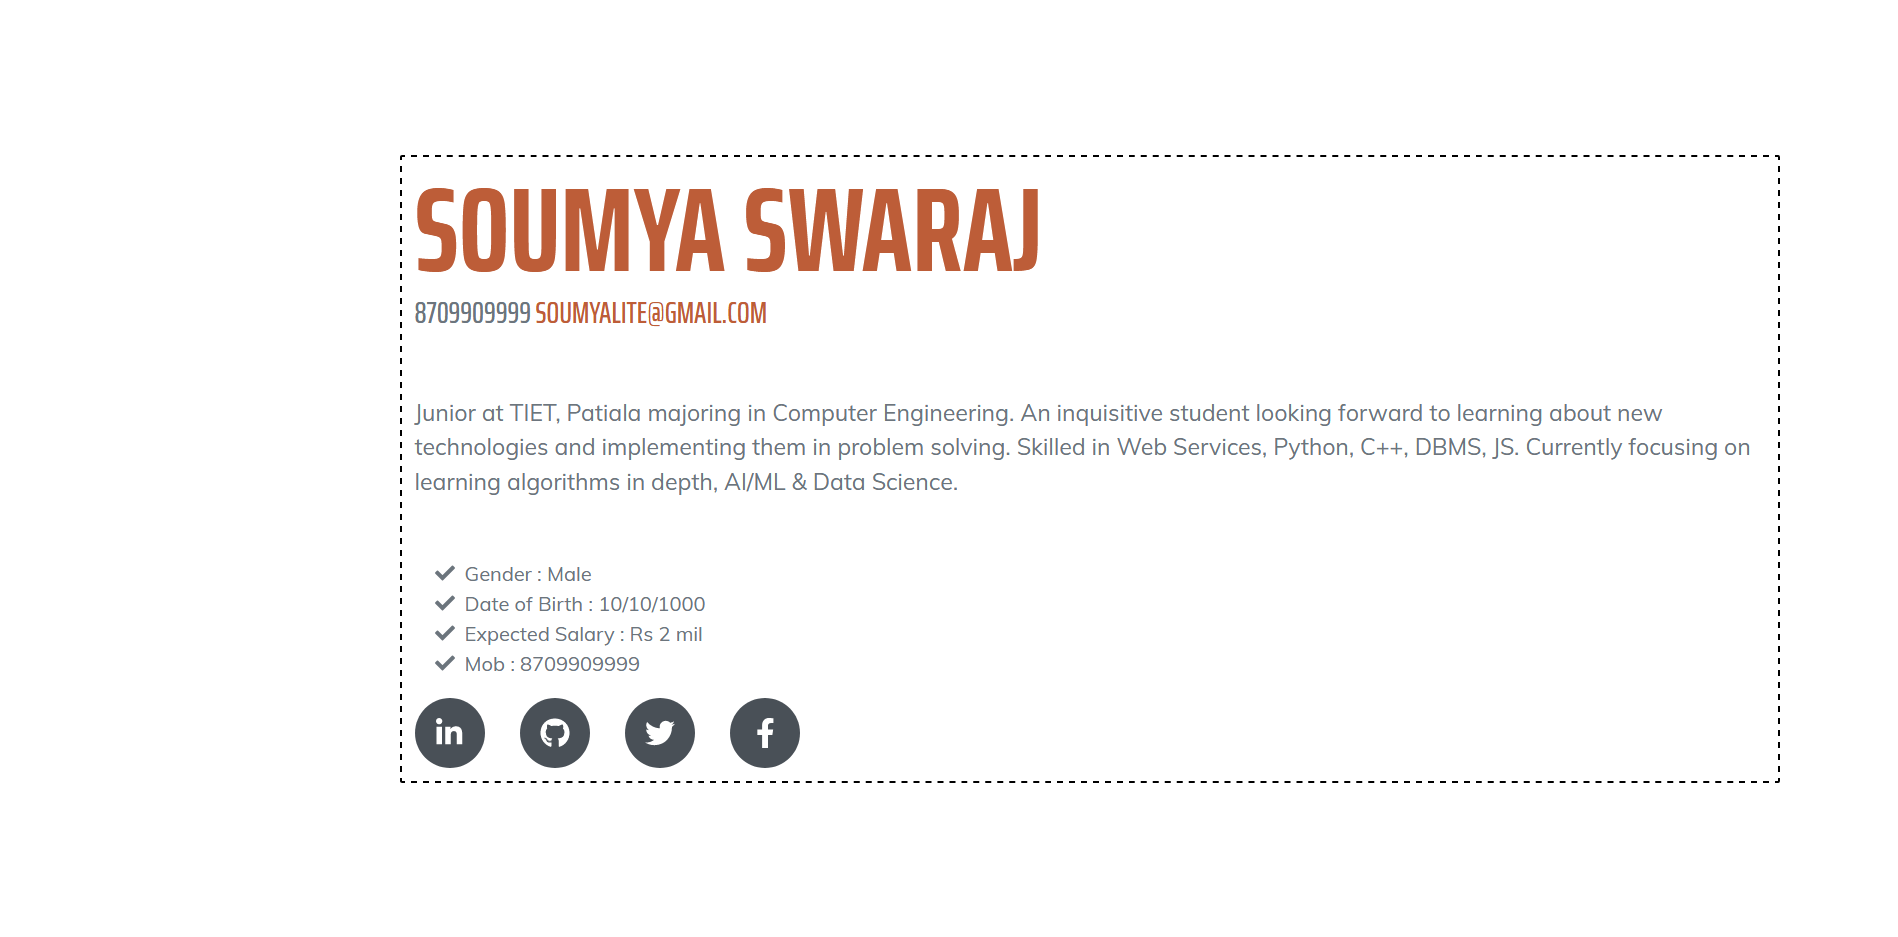 SOUMYA SWARAJ
8709909999 SOUMYALITE@GMAIL.COM
Junior at TIET, Patiala majoring in Computer Engineering. An inquisitive student looking forward to learning about new
technologies and implementing them in problem solving. Skilled in Web Services, Python, C++, DBMS, JS. Currently focusing on
learning algorithms in depth, AI/ML & Data Science.
Gender : Male
Date of Birth : 10/10/1000
Expected Salary : Rs 2 mil
Mob : 8709909999